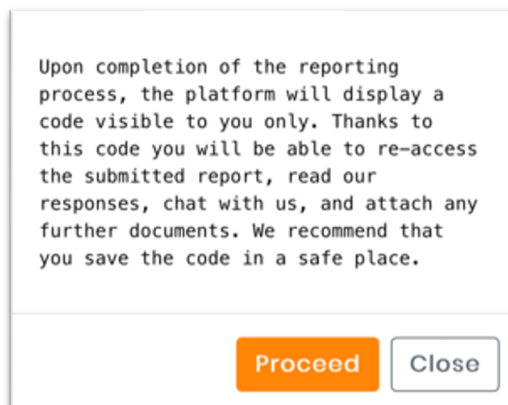 Upon completion of the reporting
process, the platform will display a
code visible to you only. Thanks to
this code you will be able to re-access
the submitted report, read our
responses, chat with us, and attach any
further documents. We recommend that
you save the code in a safe place.
Proceed Close